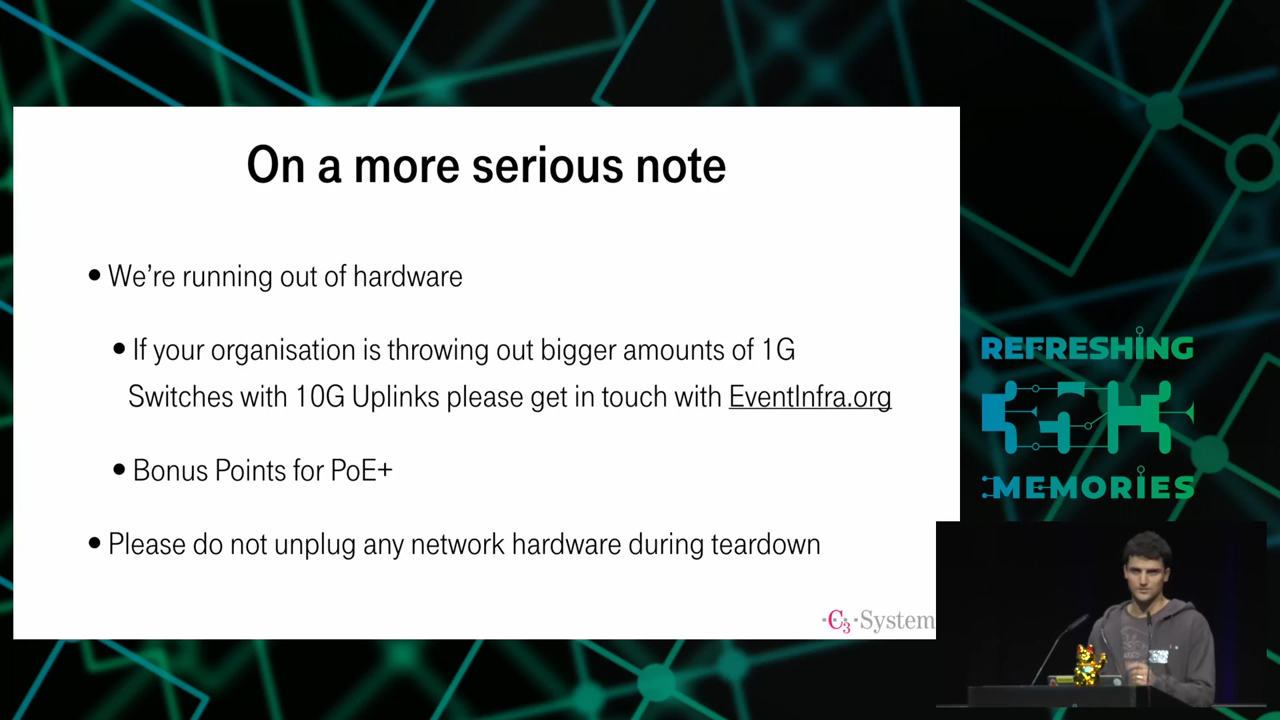 On a more serious note
• We're running out of hardware
• If your organisation is throwing out bigger amounts of 1G
Switches with 10G Uplinks please get in touch with EventInfra.org
• Bonus Points for PoE+
• Please do not unplug any network hardware during teardown
·C3·System
REFRESHING
MEMORIES